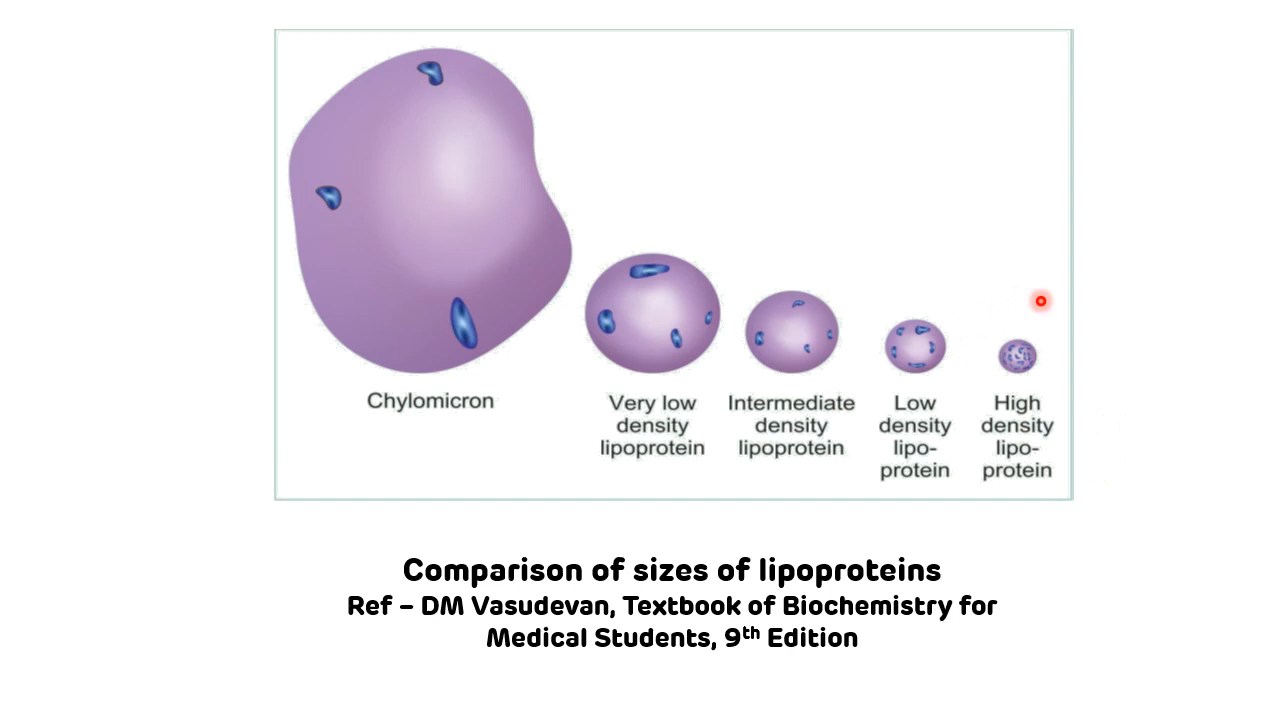 Chylomicron
Very low
density
lipoprotein
Intermediate
density
lipoprotein
Low
density
lipo-
protein
High
density
lipo-
protein
Comparison of sizes of lipoproteins
Ref – DM Vasudevan, Textbook of Biochemistry for
Medical Students, 9th Edition